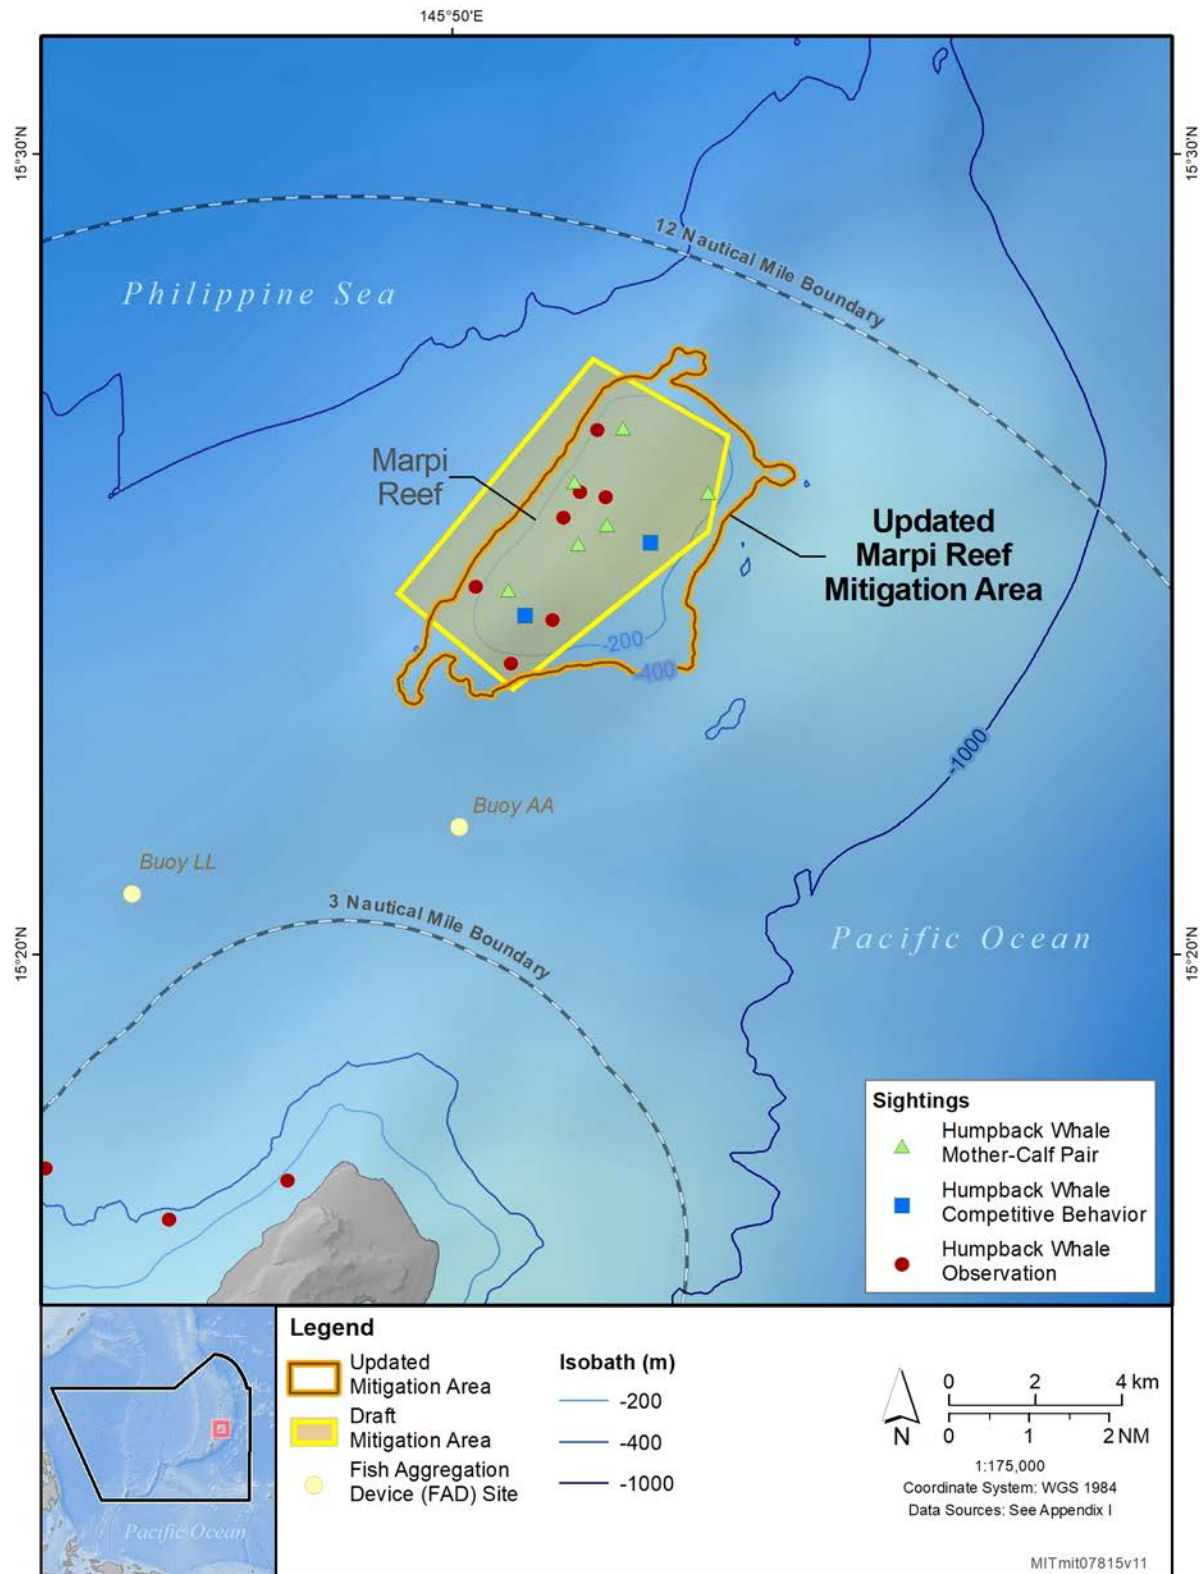 145°50'E
15°30'N
15°30'N
12 Nautical Mile Boundary
Philippine Sea
Marpi
Reef
Updated
Marpi Reef
Mitigation Area
-200
-400
-1000
Buoy AA
Buoy LL
3 Nautical Mile Boundary
Pacific Ocean
15°20'N
15°20'N
Sightings
Humpback Whale
Mother-Calf Pair
Humpback Whale
Competitive Behavior
Humpback Whale
Observation
Legend
Updated
Mitigation Area
Draft
Mitigation Area
Fish Aggregation
Device (FAD) Site
Isobath (m)
-200
-400
-1000
N
0 2 4 km
0 1 2 NM
1:175,000
Coordinate System: WGS 1984
Data Sources: See Appendix I
MITmit07815v11
Pacific Ocean